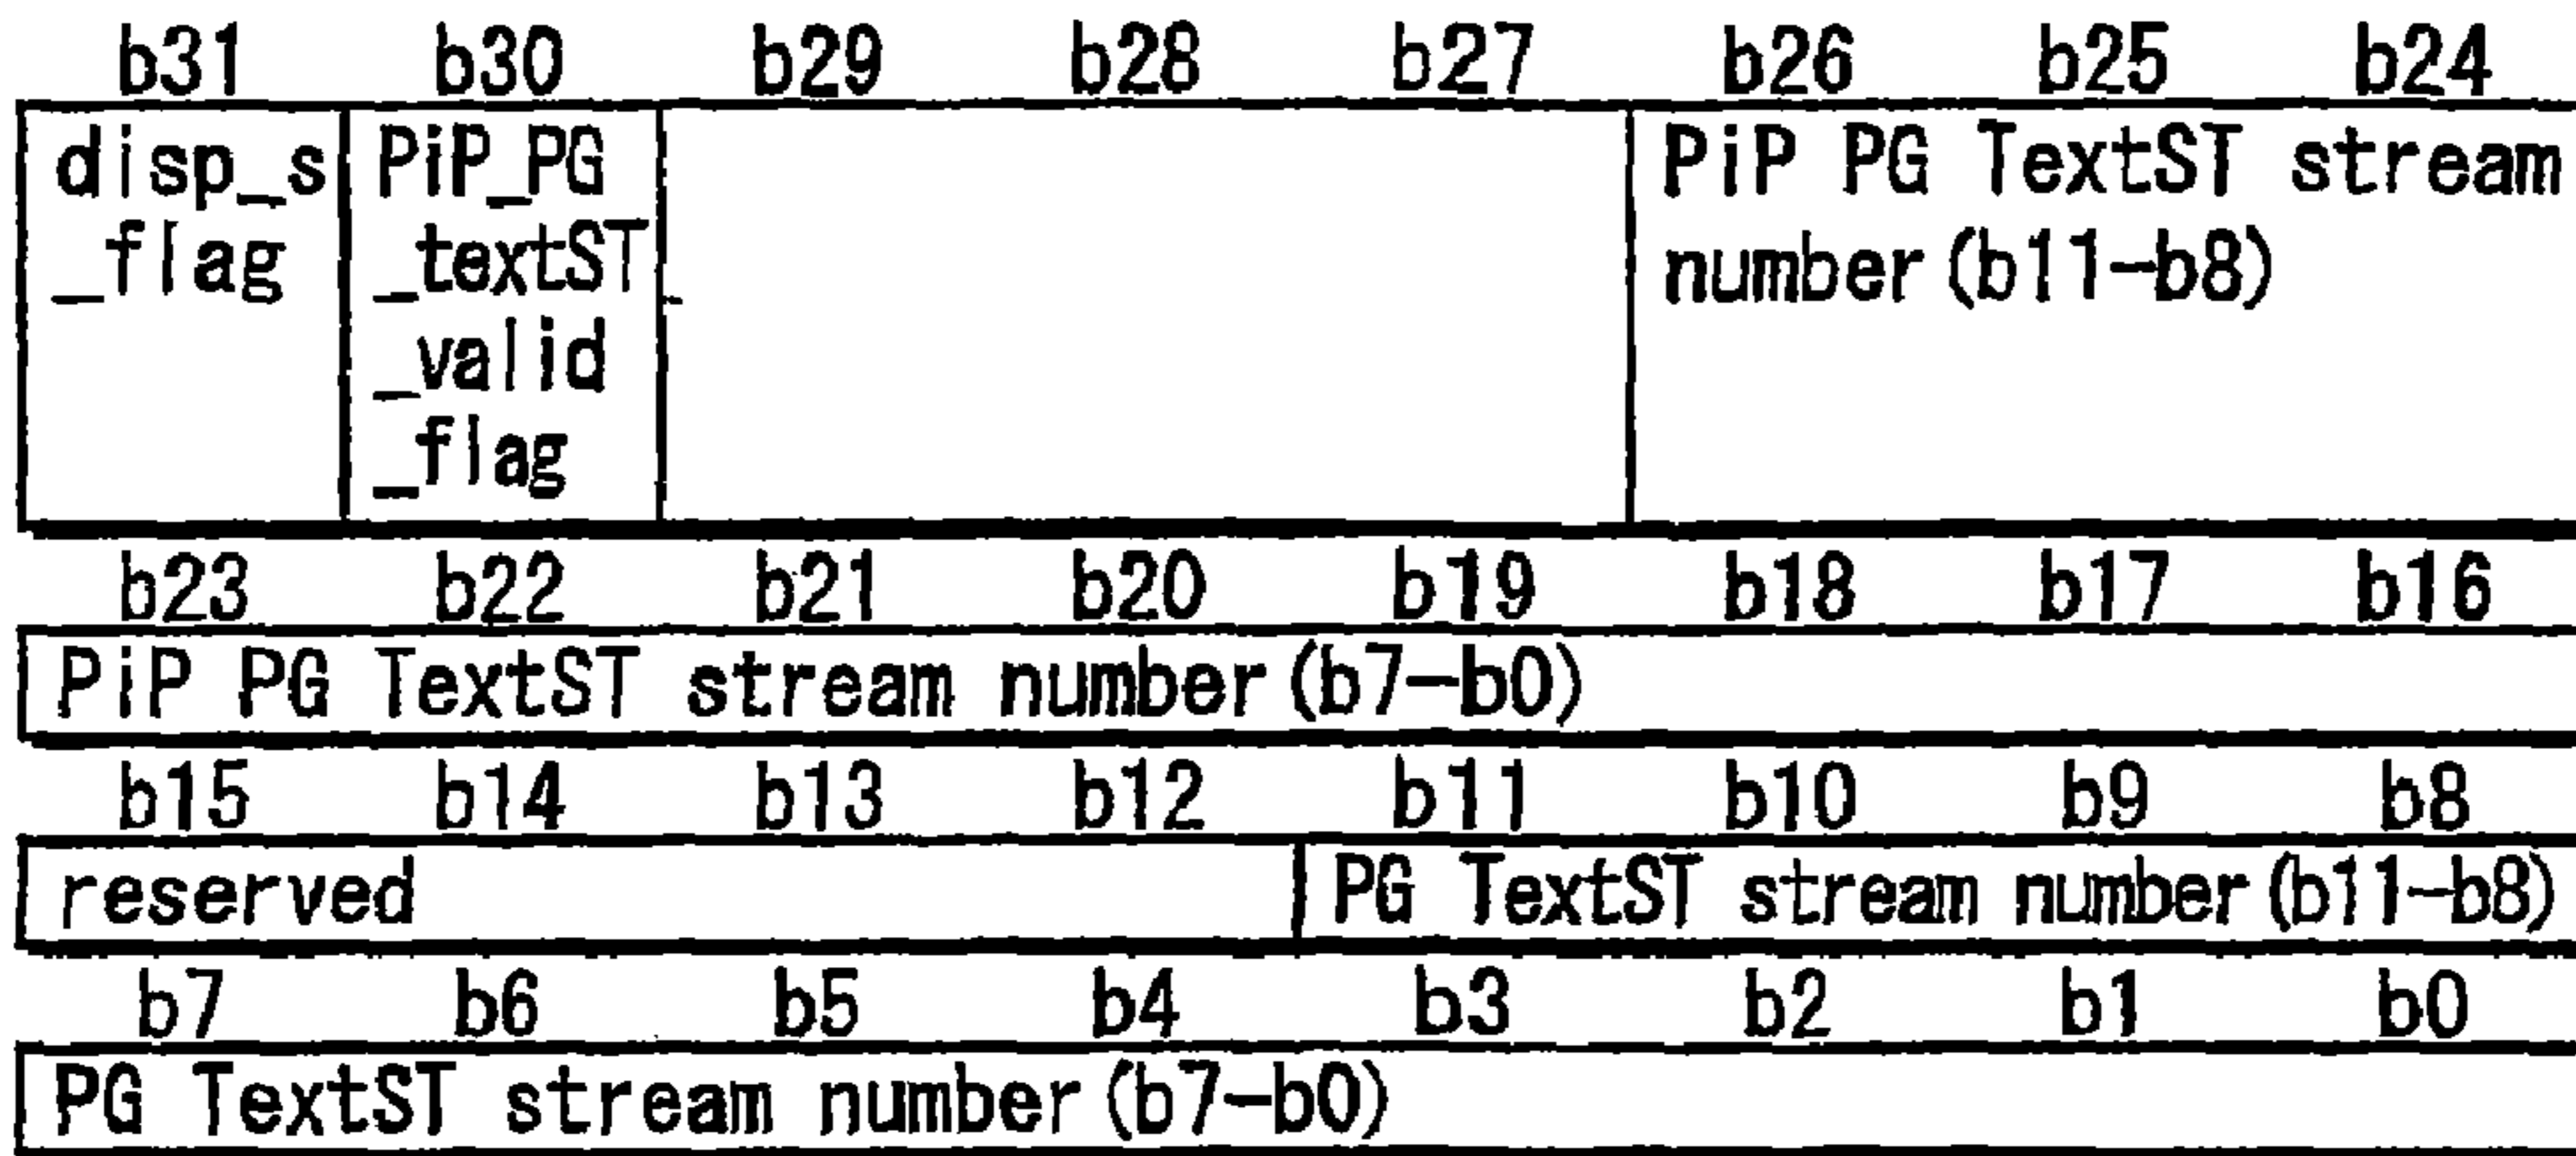 b31 b30 b29 b28 b27 b26 b25 b24
disp_s PiP_PG PiP PG TextST stream
_flag _textST number(b11-b8)
_valid
_flag
b23 b22 b21 b20 b19 b18 b17 b16
PiP PG TextST stream number(b7-b0)
b15 b14 b13 b12 b11 b10 b9 b8
reserved PG TextST stream number(b11-b8)
b7 b6 b5 b4 b3 b2 b1 b0
PG TextST stream number(b7-b0)